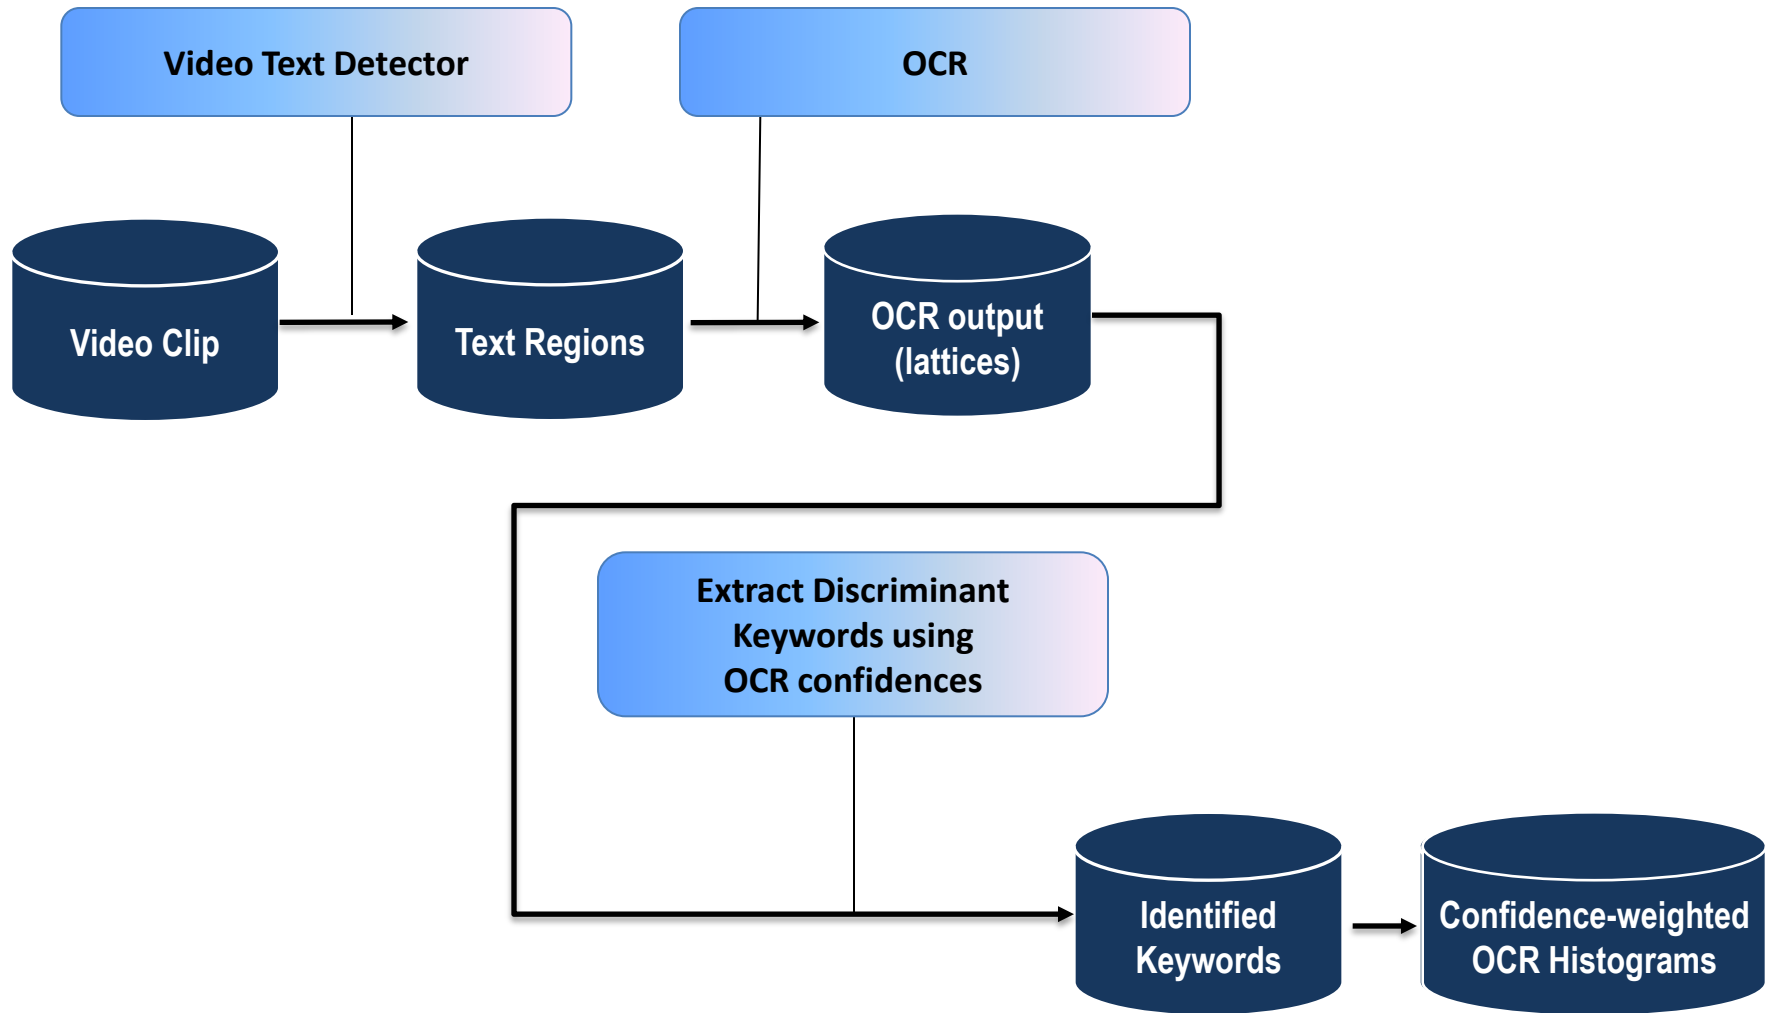 Video Text Detector
OCR
Video Clip
Text Regions
OCR output
(lattices)
Extract Discriminant
Keywords using
OCR confidences
Identified
Keywords
Confidence-weighted
OCR Histograms